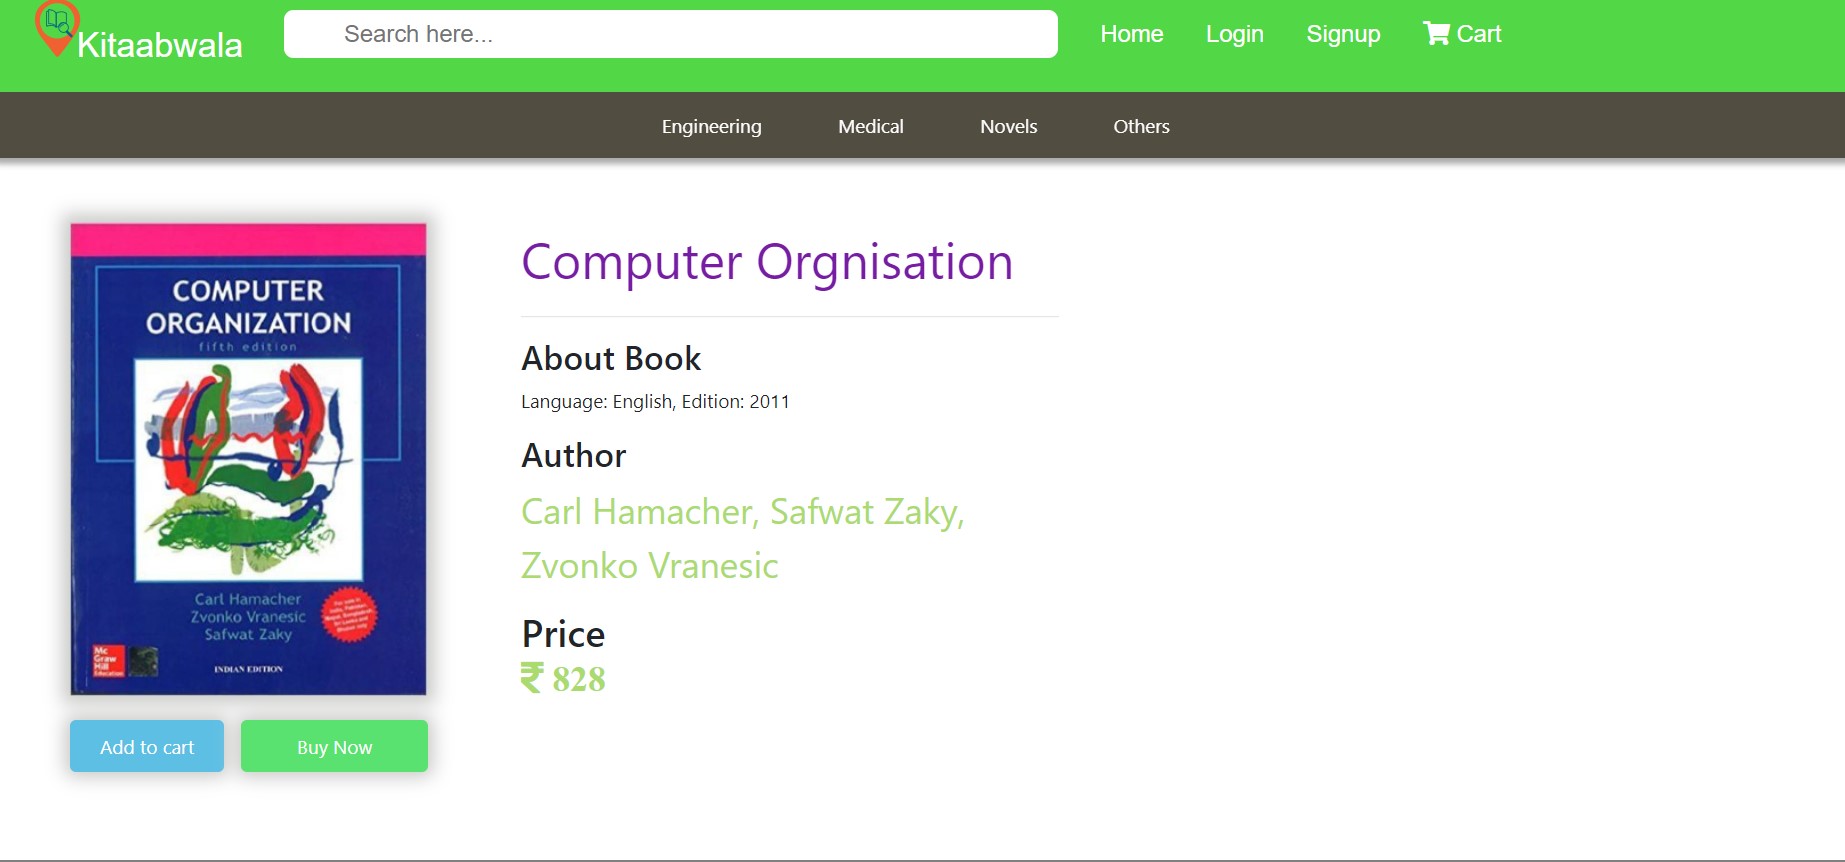 Kitaabwala
Search here...
Home
Login
Signup
Cart
Engineering
Medical
Novels
Others
COMPUTER
ORGANIZATION
fifth edition
Carl Hamacher
Zvonko Vranesic
Safwat Zaky
Mc
Graw
Hill
Education
INDIAN EDITION
Add to cart
Buy Now
Computer Orgnisation
About Book
Language: English, Edition: 2011
Author
Carl Hamacher, Safwat Zaky,
Zvonko Vranesic
Price
₹ 828